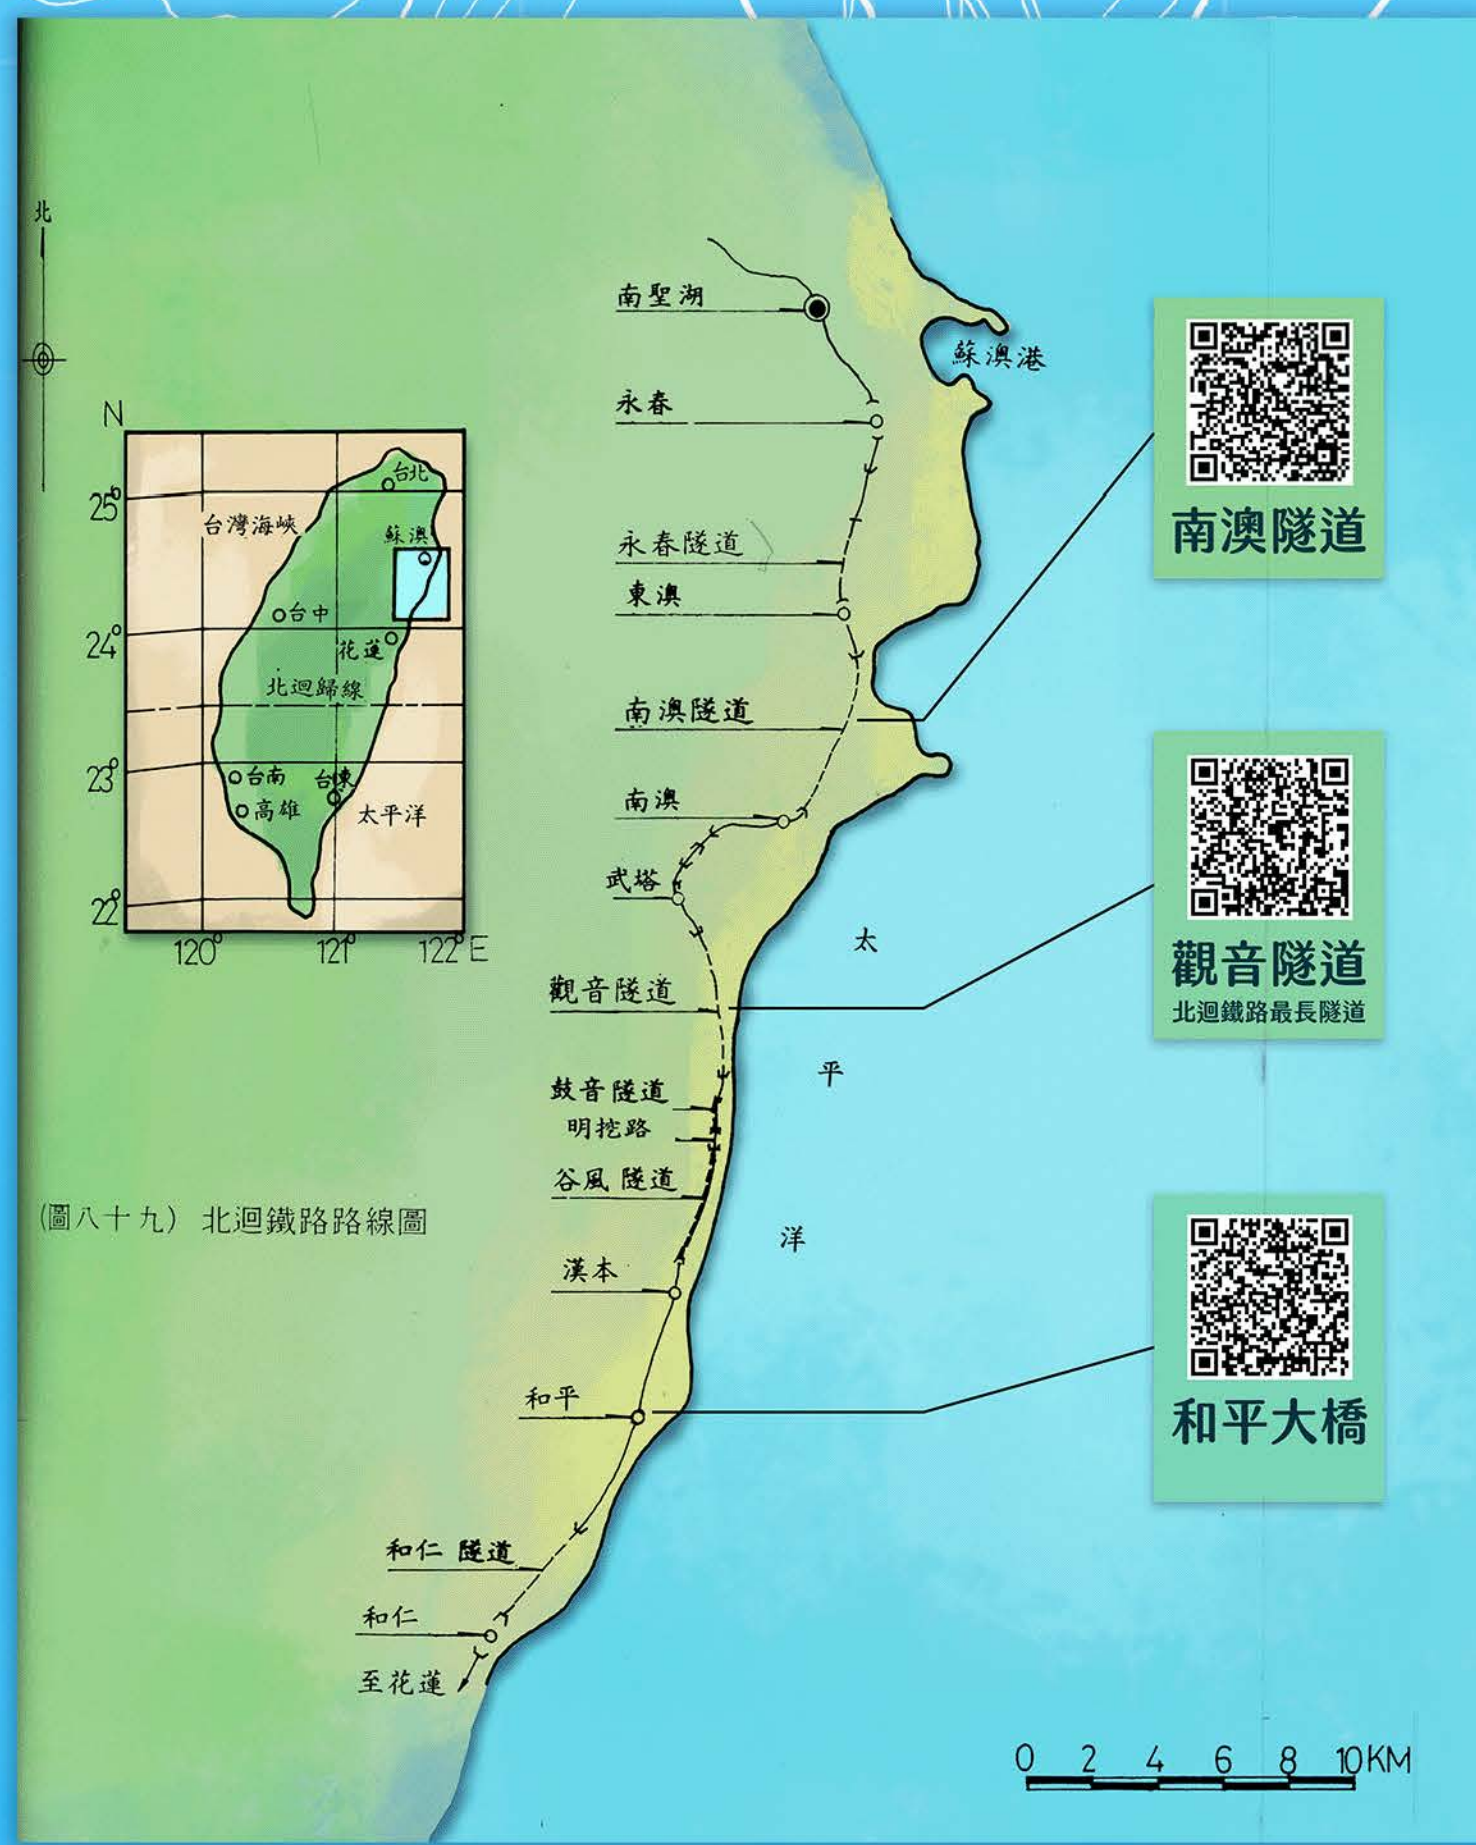 北
南聖湖
蘇澳港
永春
永春隧道
東澳
南澳隧道
南澳
武塔
觀音隧道
鼓音隧道
明挖路
谷風隧道
漢本
和平
和仁隧道
和仁
至花蓮
太
平
洋
N
25°
24°
23°
22°
120°
121°
122°E
台北
台灣海峽
蘇澳
台中
花蓮
北迴歸線
台南
台東
高雄
太平洋
(圖八十九) 北迴鐵路路線圖
南澳隧道
觀音隧道
北迴鐵路最長隧道
和平大橋
0 2 4 6 8 10KM